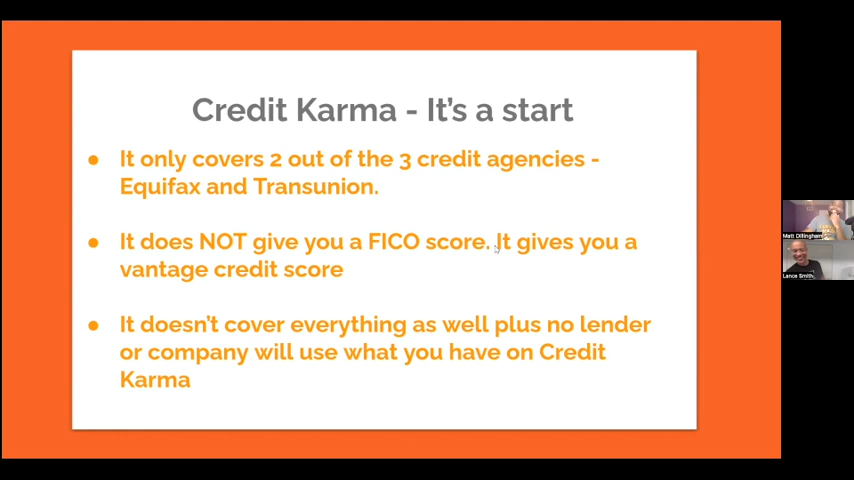 Credit Karma - It's a start
● It only covers 2 out of the 3 credit agencies -
Equifax and Transunion.
● It does NOT give you a FICO score. It gives you a
vantage credit score
● It doesn't cover everything as well plus no lender
or company will use what you have on Credit
Karma
Matt Dillingham
Lance Smith